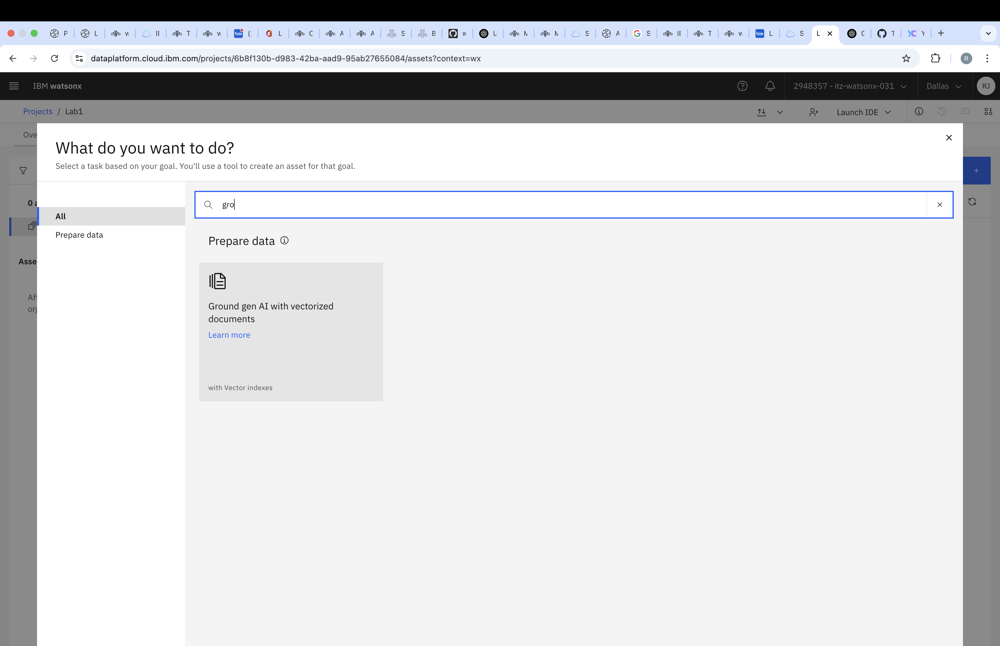 P L w IE T w (: L C A A S B w U M M S A S IE T w L S L G T Y
dataplatform.cloud.ibm.com/projects/6b8f130b-d983-42ba-aad9-95ab27655084/assets?context=wx
R
IBM watsonx
2948357 - itz-watsonx-031
Dallas
RJ
Projects / Lab1
Launch IDE
Ove
What do you want to do?
Select a task based on your goal. You'll use a tool to create an asset for that goal.
gro
0 a
All
Prepare data
Prepare data
Asse
Aft
org
Ground gen AI with vectorized
documents
Learn more
with Vector indexes